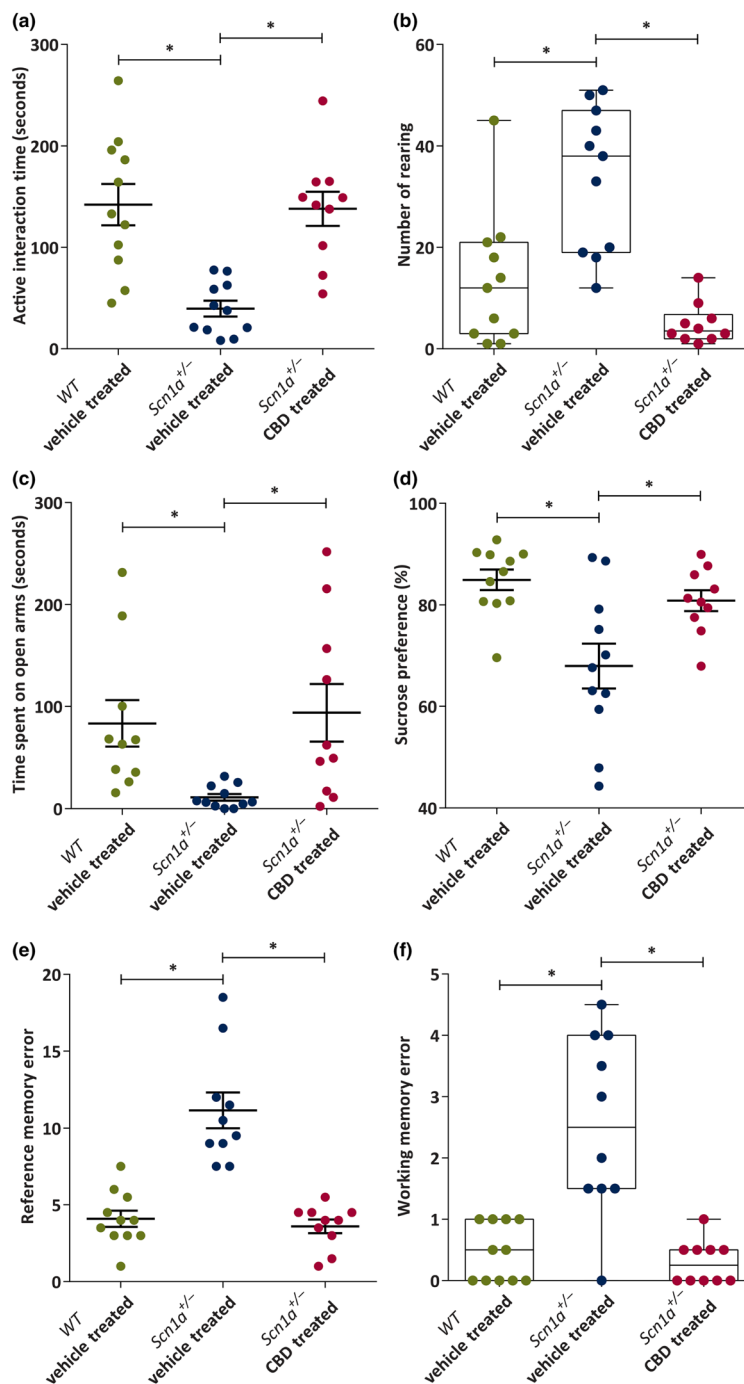 (a)
*
*
300
200
100
0
Active interaction time (seconds)
WT
vehicle treated
Scn1a+/–
vehicle treated
Scn1a+/–
CBD treated
(b)
*
*
60
40
20
0
Number of rearing
WT
vehicle treated
Scn1a+/–
vehicle treated
Scn1a+/–
CBD treated
(c)
*
*
300
200
100
0
Time spent on open arms (seconds)
WT
vehicle treated
Scn1a+/–
vehicle treated
Scn1a+/–
CBD treated
(d)
*
*
100
80
60
40
Sucrose preference (%)
WT
vehicle treated
Scn1a+/–
vehicle treated
Scn1a+/–
CBD treated
(e)
*
*
20
15
10
5
0
Reference memory error
WT
vehicle treated
Scn1a+/–
vehicle treated
Scn1a+/–
CBD treated
(f)
*
*
5
4
3
2
1
0
Working memory error
WT
vehicle treated
Scn1a+/–
vehicle treated
Scn1a+/–
CBD treated